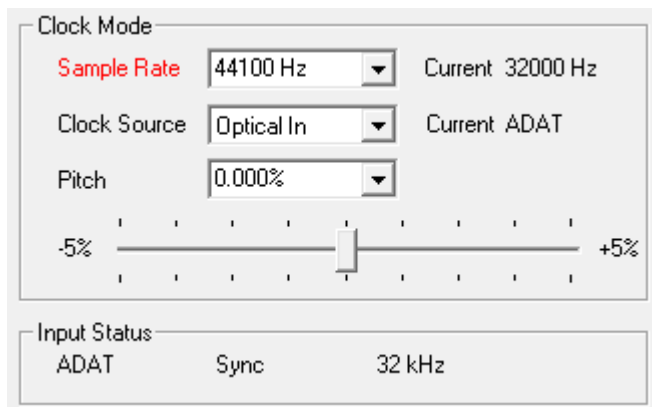 Clock Mode
Sample Rate 44100 Hz Current 32000 Hz
Clock Source Optical In Current ADAT
Pitch 0.000%
-5% +5%
Input Status
ADAT Sync 32 kHz